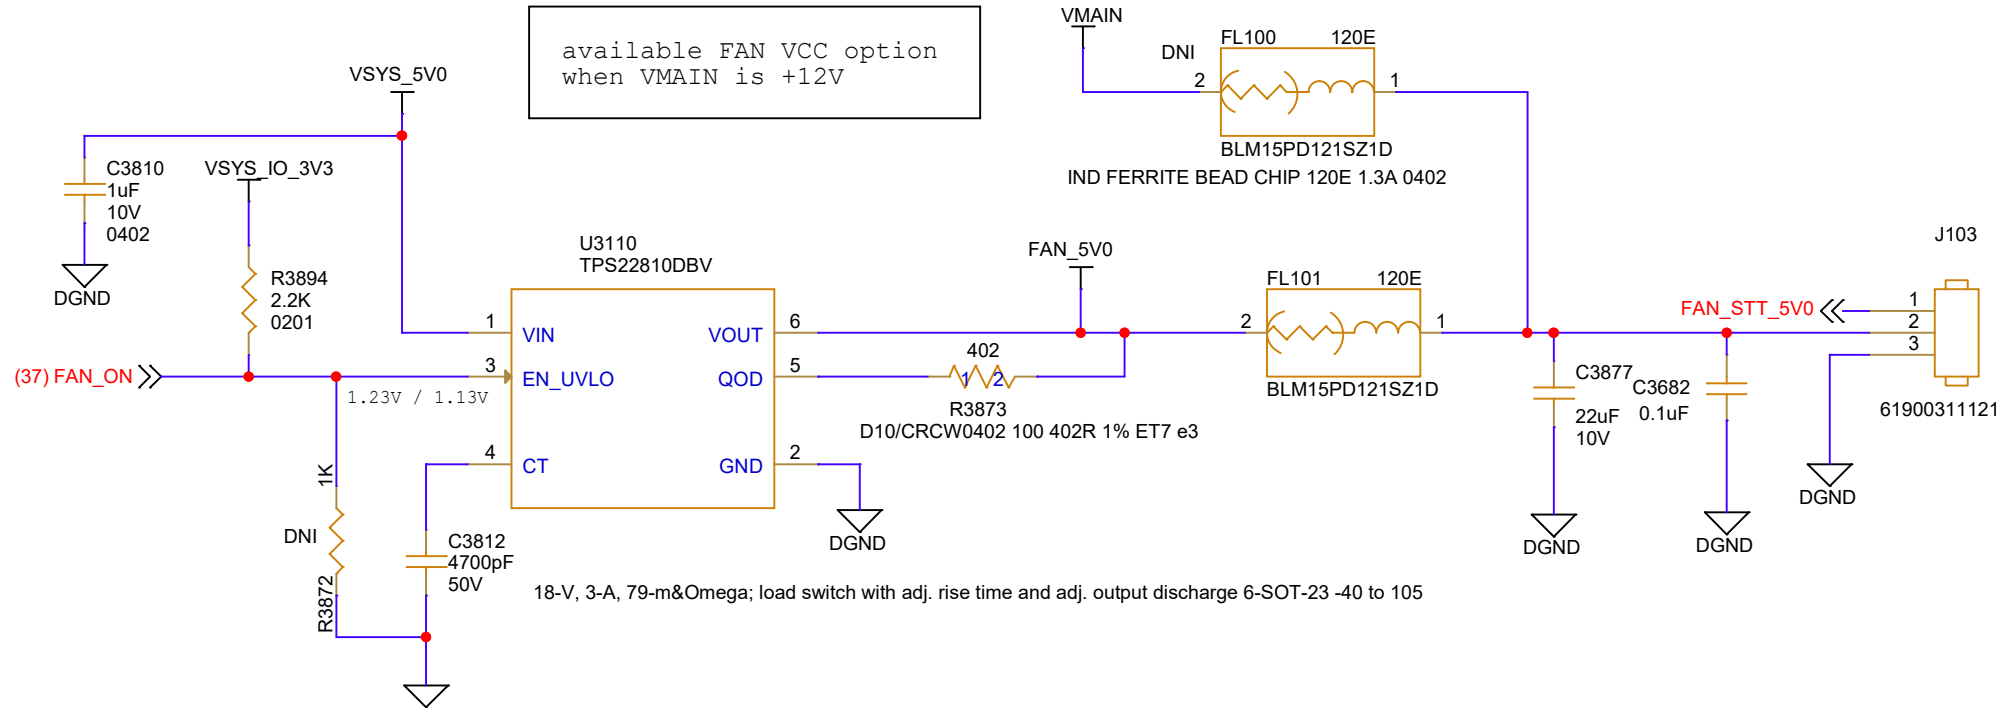 available FAN VCC option
when VMAIN is +12V
VMAIN
DNI
FL100
120E
2
1
BLM15PD121SZ1D
IND FERRITE BEAD CHIP 120E 1.3A 0402
VSYS_5V0
C3810
1uF
10V
0402
DGND
VSYS_IO_3V3
R3894
2.2K
0201
(37) FAN_ON
1.23V / 1.13V
U3110
TPS22810DBV
1
VIN
3
EN_UVLO
4
CT
VOUT
6
QOD
5
GND
2
DGND
FAN_5V0
402
1 2
R3873
D10/CRCW0402 100 402R 1% ET7 e3
FL101
120E
2
1
BLM15PD121SZ1D
1K
DNI
R3872
C3812
4700pF
50V
18-V, 3-A, 79-m&Omega; load switch with adj. rise time and adj. output discharge 6-SOT-23 -40 to 105
C3877
22uF
10V
DGND
C3682
0.1uF
DGND
FAN_STT_5V0
J103
1
2
3
61900311121
DGND